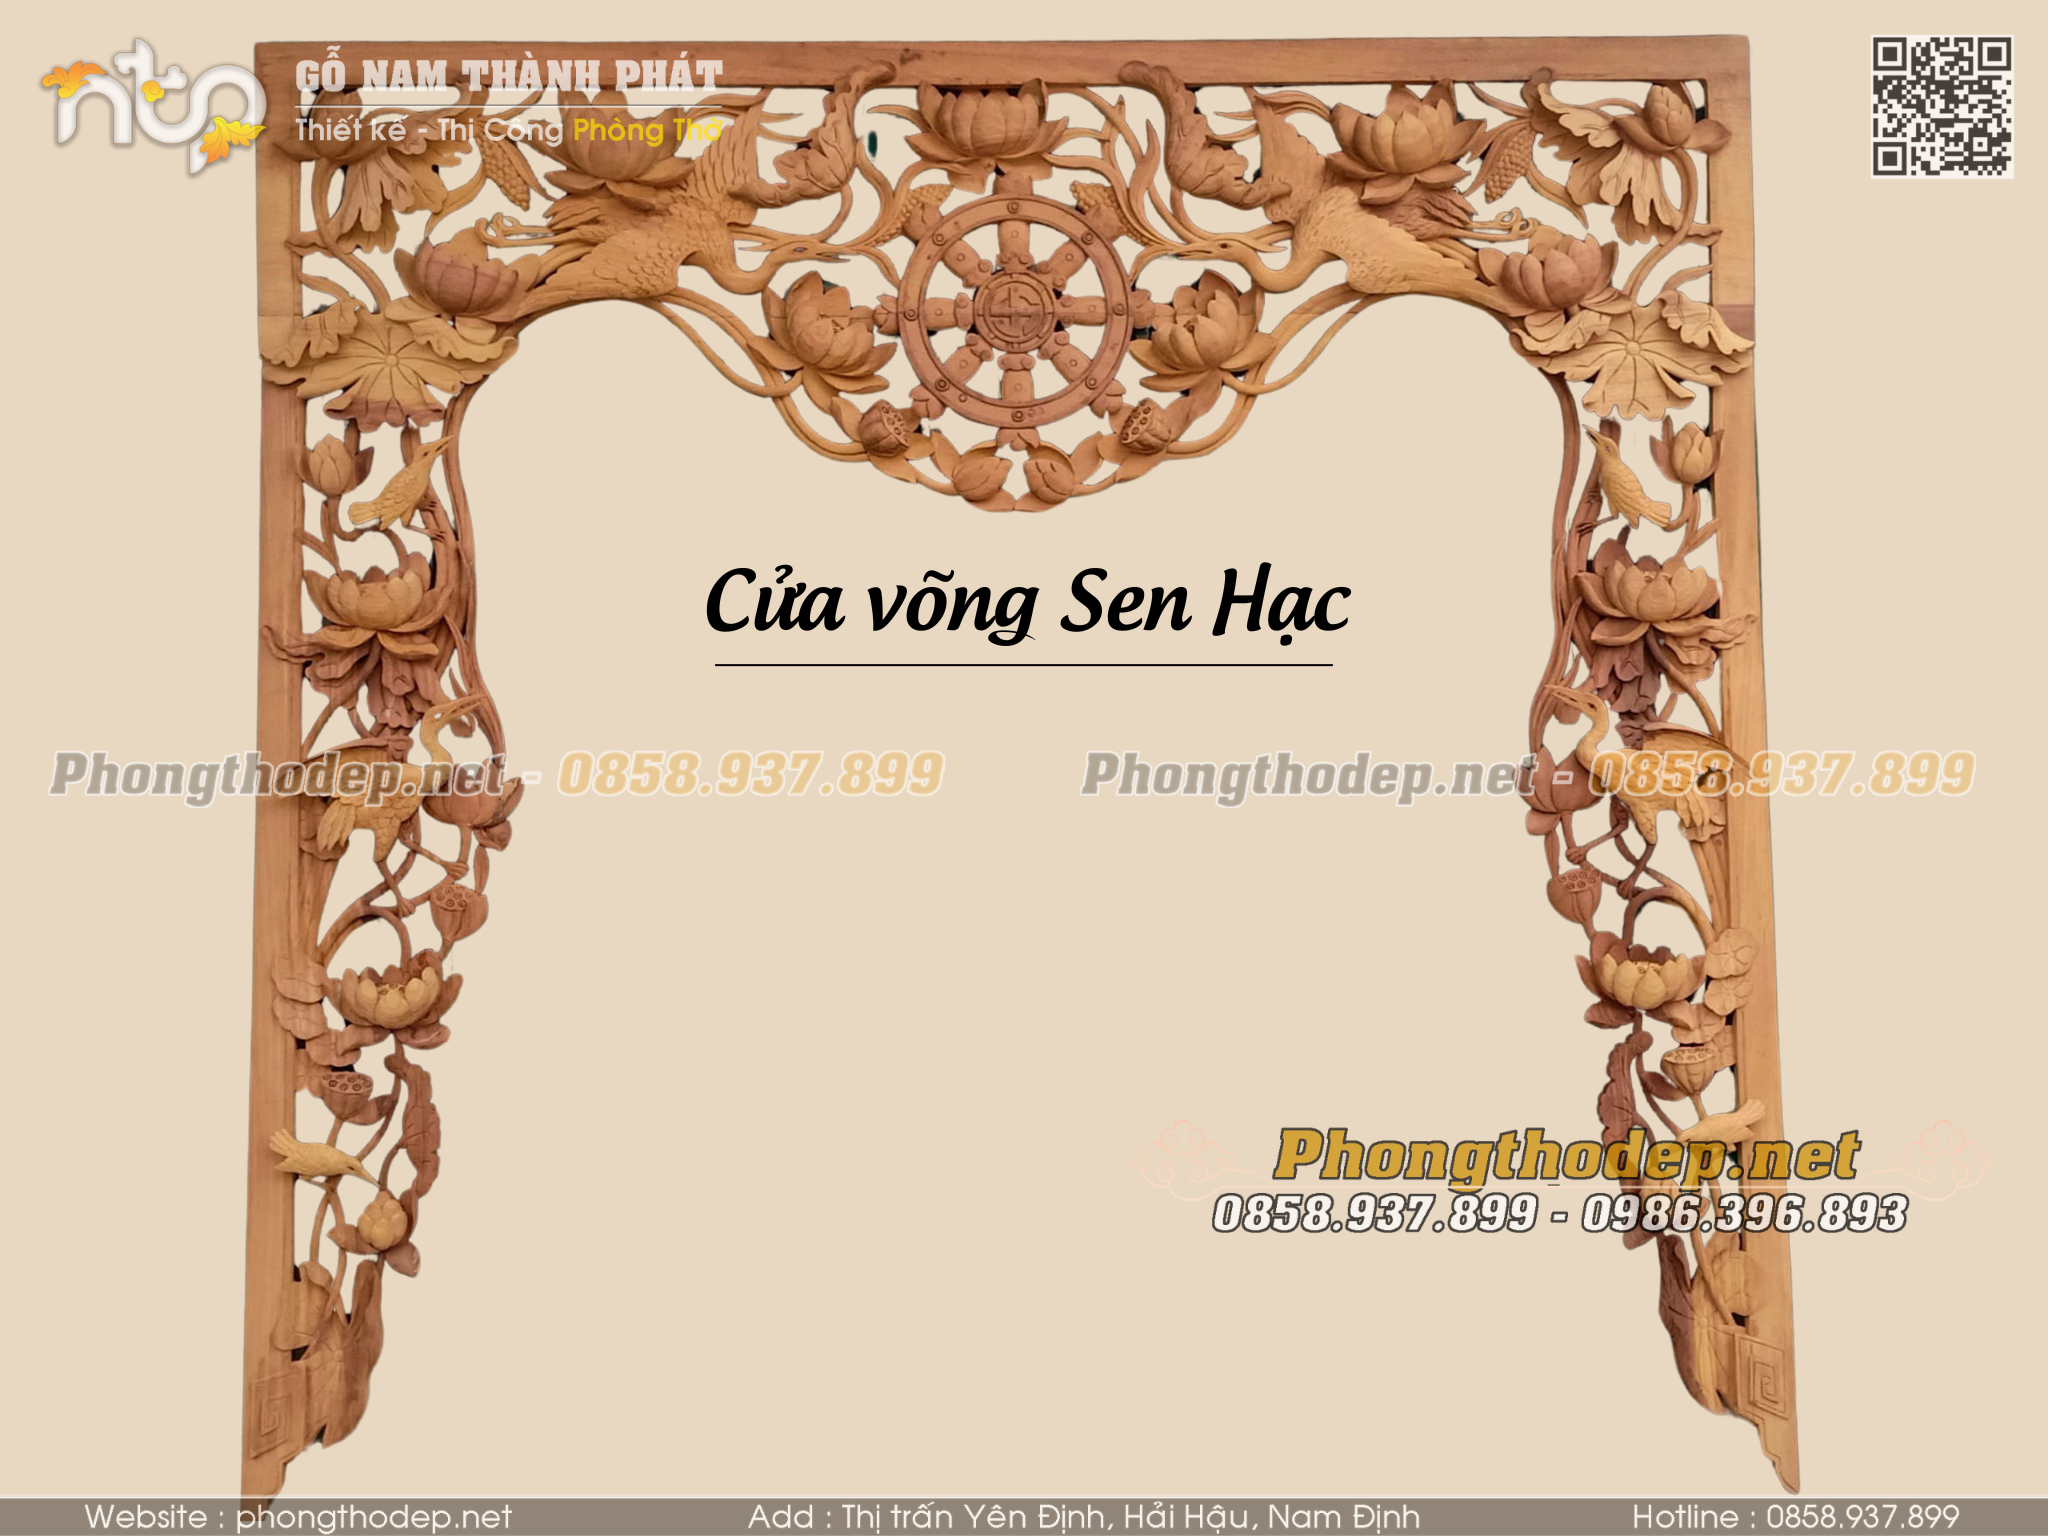 ntp
GỖ NAM THÀNH PHÁT
Thiết kế - Thi Công Phòng Thờ
Cửa võng Sen Hạc
Phongthodep.net - 0858.937.899
Phongthodep.net - 0858.937.899
Phongthodep.net
0858.937.899 - 0986.396.893
Website : phongthodep.net
Add : Thị trấn Yên Định, Hải Hậu, Nam Định
Hotline : 0858.937.899